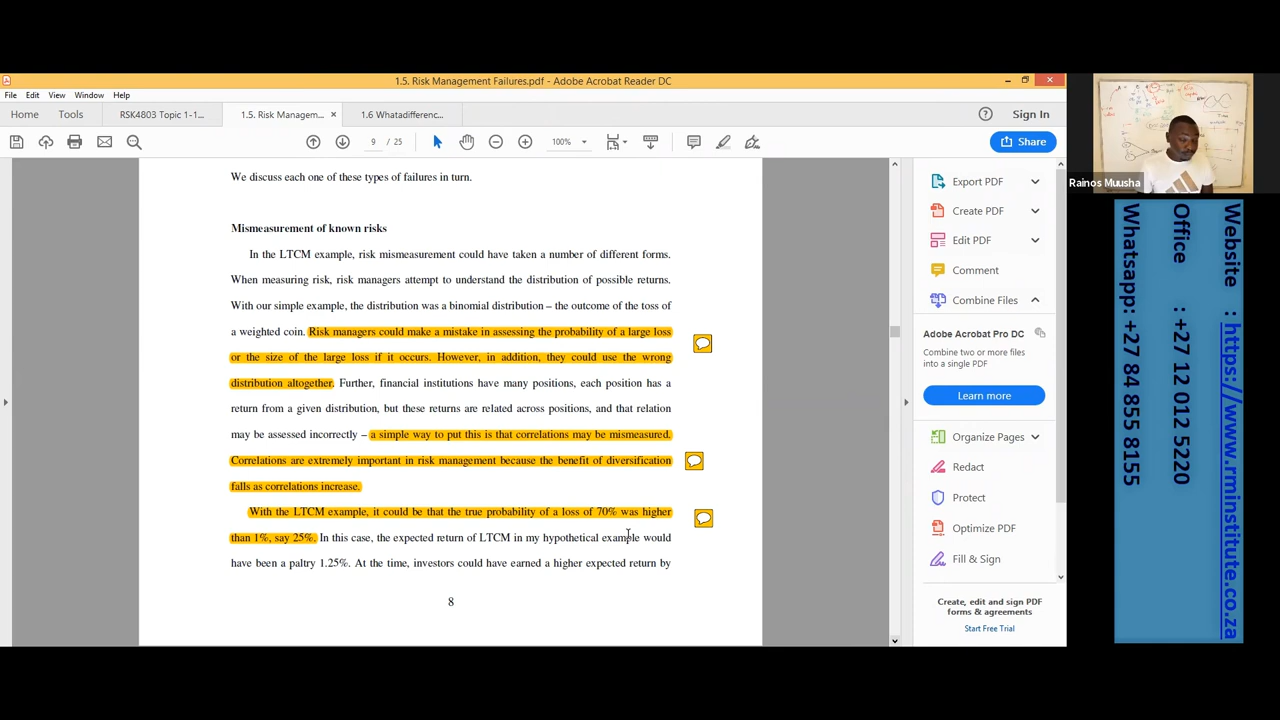 1.5. Risk Management Failures.pdf - Adobe Acrobat Reader DC
File Edit View Window Help
Home Tools RSK4803 Topic 1-1... 1.5. Risk Managem... × 1.6 Whatadifferenc... Sign In
9 / 25 100% Share
We discuss each one of these types of failures in turn.
Mismeasurement of known risks
In the LTCM example, risk mismeasurement could have taken a number of different forms.
When measuring risk, risk managers attempt to understand the distribution of possible returns.
With our simple example, the distribution was a binomial distribution – the outcome of the toss of
a weighted coin. Risk managers could make a mistake in assessing the probability of a large loss
or the size of the large loss if it occurs. However, in addition, they could use the wrong
distribution altogether. Further, financial institutions have many positions, each position has a
return from a given distribution, but these returns are related across positions, and that relation
may be assessed incorrectly – a simple way to put this is that correlations may be mismeasured.
Correlations are extremely important in risk management because the benefit of diversification
falls as correlations increase.
With the LTCM example, it could be that the true probability of a loss of 70% was higher
than 1%, say 25%. In this case, the expected return of LTCM in my hypothetical example would
have been a paltry 1.25%. At the time, investors could have earned a higher expected return by
8
Export PDF
Create PDF
Edit PDF
Comment
Combine Files
Adobe Acrobat Pro DC
Combine two or more files
into a single PDF
Learn more
Organize Pages
Redact
Protect
Optimize PDF
Fill & Sign
Create, edit and sign PDF
forms & agreements
Start Free Trial
Rainos Muusha
Website : https://www.rminstitute.co.za
Office : +27 12 012 5220
Whatsapp: +27 84 855 8155